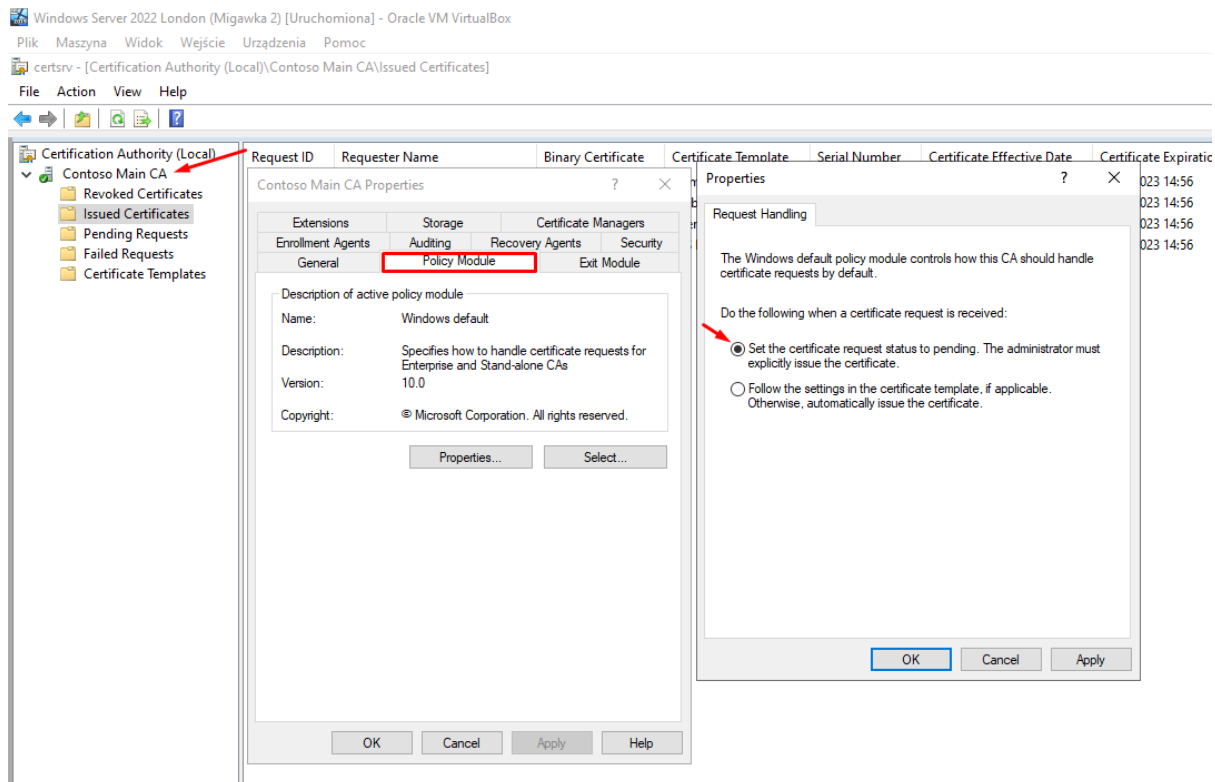 Windows Server 2022 London (Migawka 2) [Uruchomiona] - Oracle VM VirtualBox
Plik Maszyna Widok Wejście Urządzenia Pomoc
certsrv - [Certification Authority (Local)\Contoso Main CA\Issued Certificates]
File Action View Help
Certification Authority (Local)
Contoso Main CA
Revoked Certificates
Issued Certificates
Pending Requests
Failed Requests
Certificate Templates
Request ID Requester Name Binary Certificate Certificate Template Serial Number Certificate Effective Date Certificate Expiratio
023 14:56
023 14:56
023 14:56
023 14:56
Contoso Main CA Properties ?
Extensions Storage Certificate Managers
Enrollment Agents Auditing Recovery Agents Security
General Policy Module Exit Module
Description of active policy module
Name: Windows default
Description: Specifies how to handle certificate requests for
Enterprise and Stand-alone CAs
Version: 10.0
Copyright: © Microsoft Corporation. All rights reserved.
Properties... Select...
OK Cancel Apply Help
Properties ?
Request Handling
The Windows default policy module controls how this CA should handle
certificate requests by default.
Do the following when a certificate request is received:
Set the certificate request status to pending. The administrator must
explicitly issue the certificate.
Follow the settings in the certificate template, if applicable.
Otherwise, automatically issue the certificate.
OK Cancel Apply